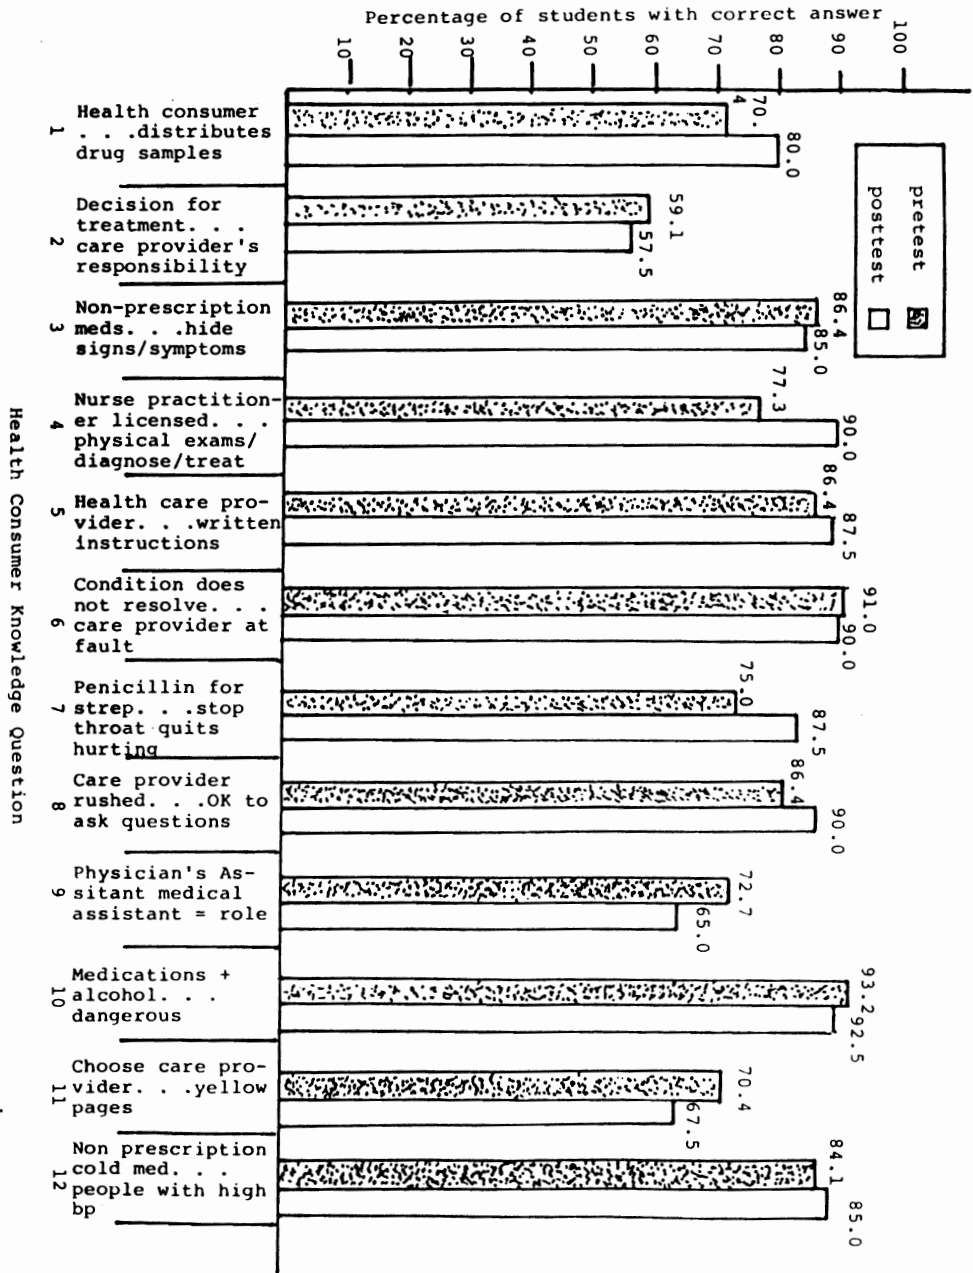 Percentage of students with correct answer
10
20
30
40
50
60
70
80
90
100
pretest
posttest
1
Health consumer
. . .distributes
drug samples
70.
4
80.0
2
Decision for
treatment. . .
care provider's
responsibility
59.1
57.5
3
Non-prescription
meds. . .hide
signs/symptoms
86.4
85.0
4
Nurse practition-
er licensed. . .
physical exams/
diagnose/treat
77.3
90.0
5
Health care pro-
vider. . .written
instructions
86.4
87.5
6
Condition does
not resolve. . .
care provider at
fault
91.0
90.0
7
Penicillin for
strep. . .stop
throat quits
hurting
75.0
87.5
8
Care provider
rushed. . .OK to
ask questions
86.4
90.0
9
Physician's As-
sitant medical
assistant = role
72.7
65.0
10
Medications +
alcohol. . .
dangerous
93.2
92.5
11
Choose care pro-
vider. . .yellow
pages
70.4
67.5
12
Non prescription
cold med. . .
people with high
bp
84.1
85.0
Health Consumer Knowledge Question